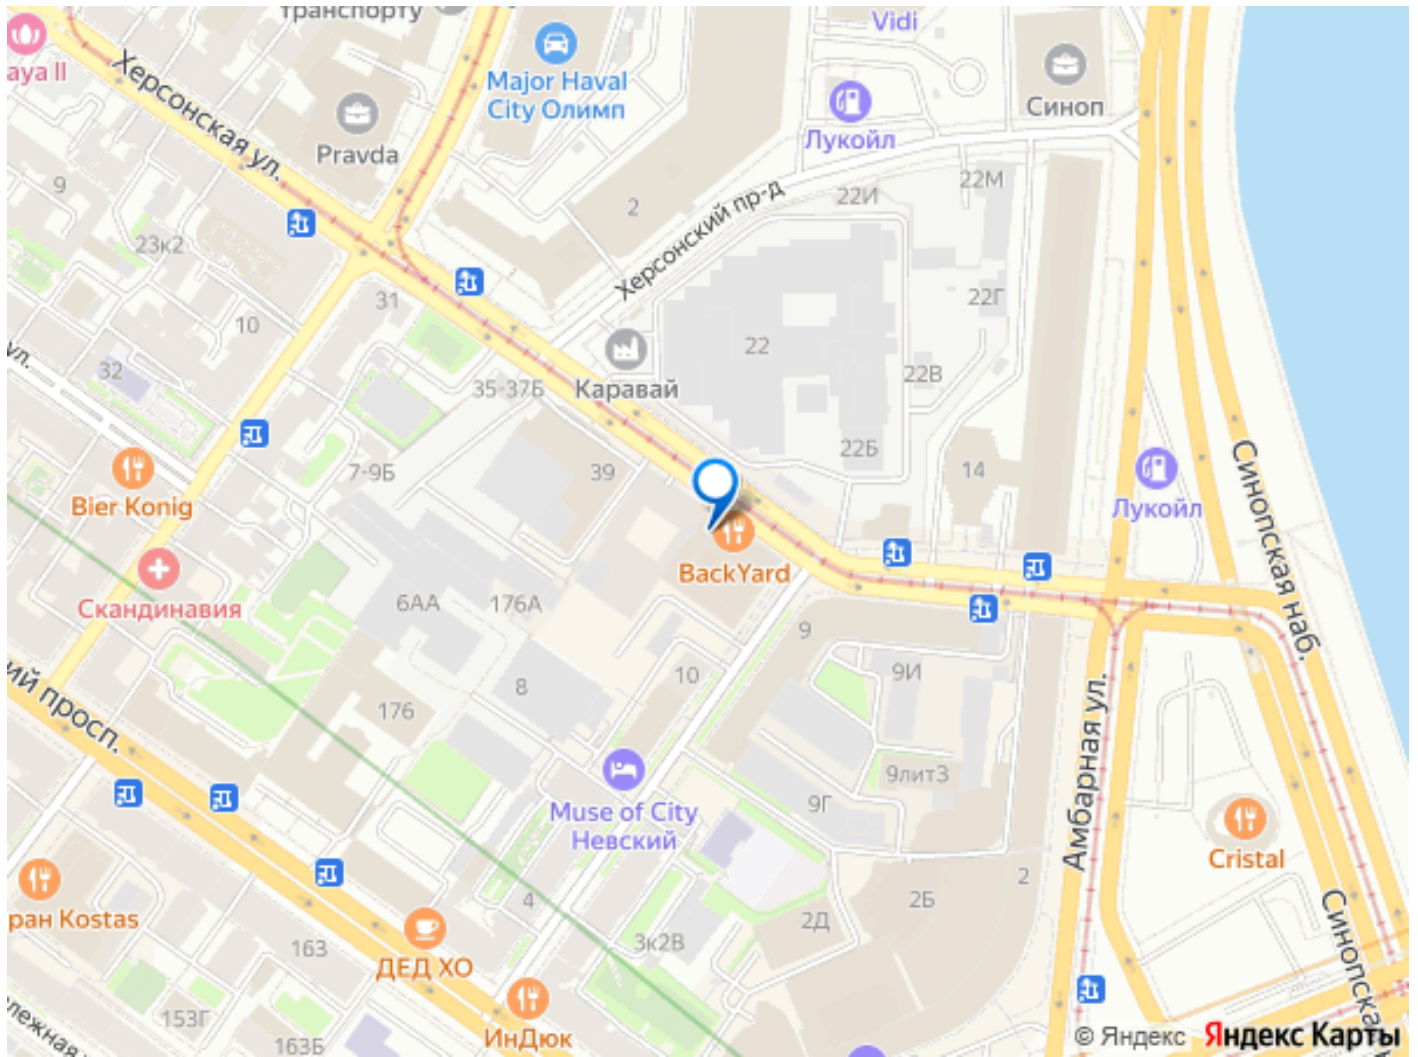 транспорту
Vidi
aya II
Major Haval
City Олимп
Синоп
Херсонская ул.
Pravda
Лукойл
22М
9
22И
2
Херсонский пр-д
23к2
22Г
31
10
22
ул.
32
Каравай
22В
35-37Б
22Б
7-9Б
39
14
Синопская наб.
Bier Konig
Лукойл
BackYard
Скандинавия
6АА
176А
9
9И
10
8
ий просп.
176
Амбарная ул.
9лит3
9Г
Muse of City
Невский
Cristal
2
4
2Б
2Д
ран Kostas
163
3к2В
Синопская
ДЕД ХО
153Г
ИнДюк
163Б
ележная
© Яндекс Яндекс Карты